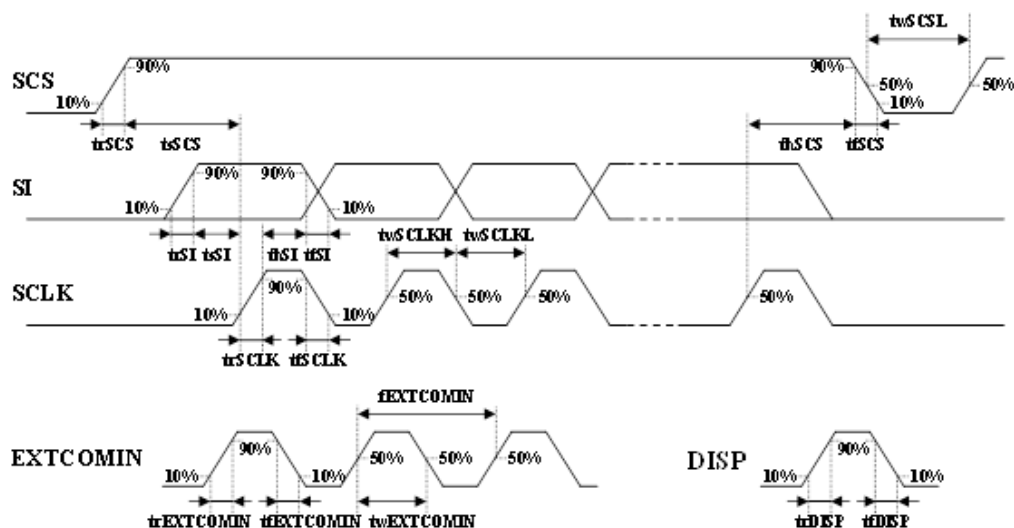 twSCSL
SCS
90%
90%
50%
50%
10%
10%
trSCS
tsSCS
thSCS
tfSCS
SI
90%
90%
10%
10%
trSI
tsSI
thSI
tfSI
twSCLKH
twSCLKL
SCLK
90%
50%
50%
50%
50%
10%
10%
trSCLK
tfSCLK
fEXTCOMIN
EXTCOMIN
90%
50%
50%
50%
10%
10%
trEXTCOMIN
tfEXTCOMIN
twEXTCOMIN
DISP
90%
10%
10%
trDISP
tfDISP